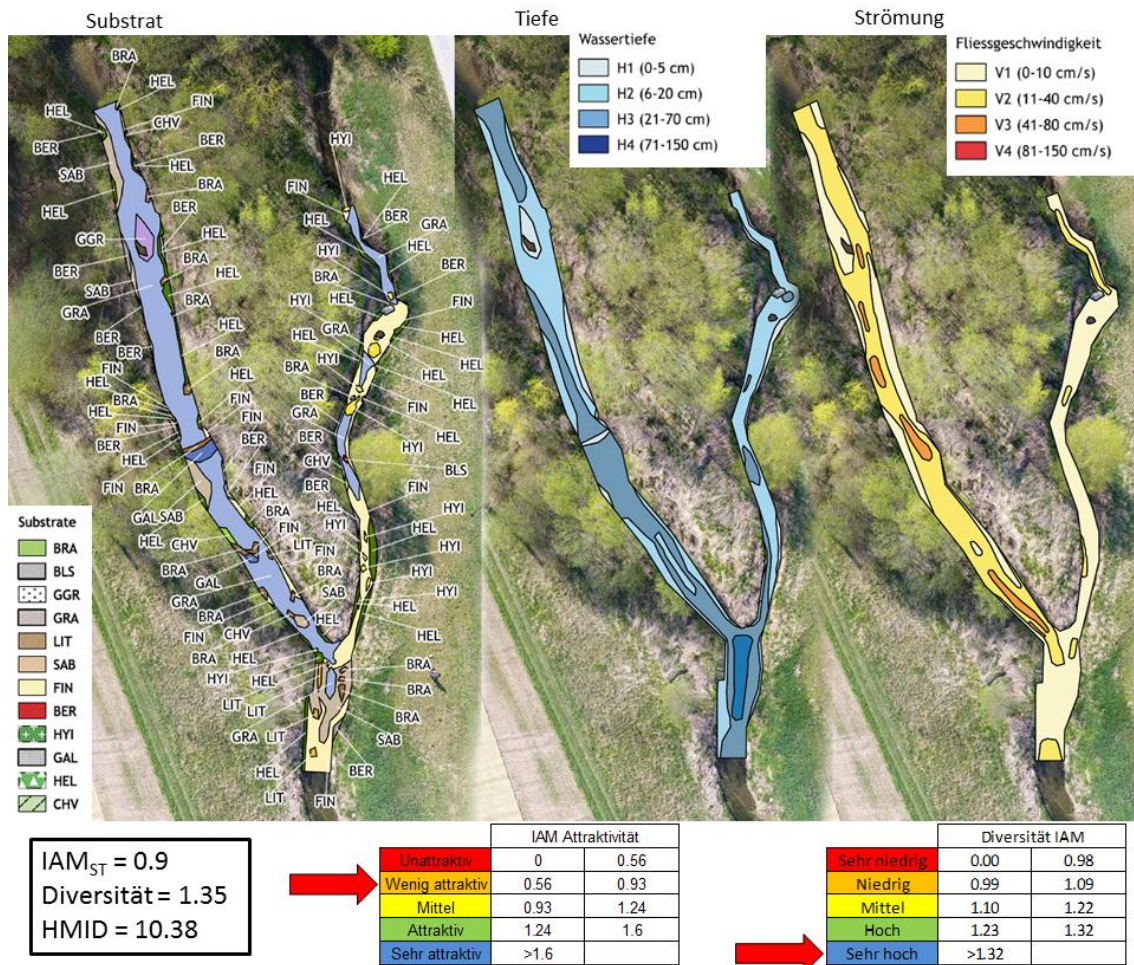 Substrat
Tiefe
Strömung
BRA
HEL
HEL
FIN
CHV
BER
BER
HEL
SAB
BRA
HEL
BER
GGR
HEL
BER
BRA
HEL
SAB
GRA
BRA
BER
BER
HEL
FIN
BRA
HEL
HEL
BRA
FIN
HEL
FIN
FIN
BER
BER
HEL
FIN
BRA
FIN
GAL
SAB
HEL
BRA
HEL
CHV
FIN
LIT
BRA
FIN
GAL
BRA
GRA
SAB
BRA
HEL
FIN
CHV
BRA
HEL
HYI
HEL
LIT
LIT
GRA
LIT
HEL
LIT
FIN
BER
SAB
BRA
BRA
BRA
HYI
FIN
HEL
HEL
BER
GRA
HYI
HEL
BRA
BER
HYI
HEL
FIN
HEL
GRA
HEL
HYI
HEL
BRA
HEL
BER
FIN
GRA
HEL
BER
HYI
CHV
BLS
BER
FIN
HEL
HYI
HEL
HYI
HYI
HYI
HEL
HEL
Wassertiefe
H1 (0-5 cm)
H2 (6-20 cm)
H3 (21-70 cm)
H4 (71-150 cm)
Fliessgeschwindigkeit
V1 (0-10 cm/s)
V2 (11-40 cm/s)
V3 (41-80 cm/s)
V4 (81-150 cm/s)
Substrate
BRA
BLS
GGR
GRA
LIT
SAB
FIN
BER
HYI
GAL
HEL
CHV
IAM_ST = 0.9
Diversität = 1.35
HMID = 10.38
IAM Attraktivität
Unattraktiv 0 0.56
Wenig attraktiv 0.56 0.93
Mittel 0.93 1.24
Attraktiv 1.24 1.6
Sehr attraktiv >1.6
Diversität IAM
Sehr niedrig 0.00 0.98
Niedrig 0.99 1.09
Mittel 1.10 1.22
Hoch 1.23 1.32
Sehr hoch >1.32